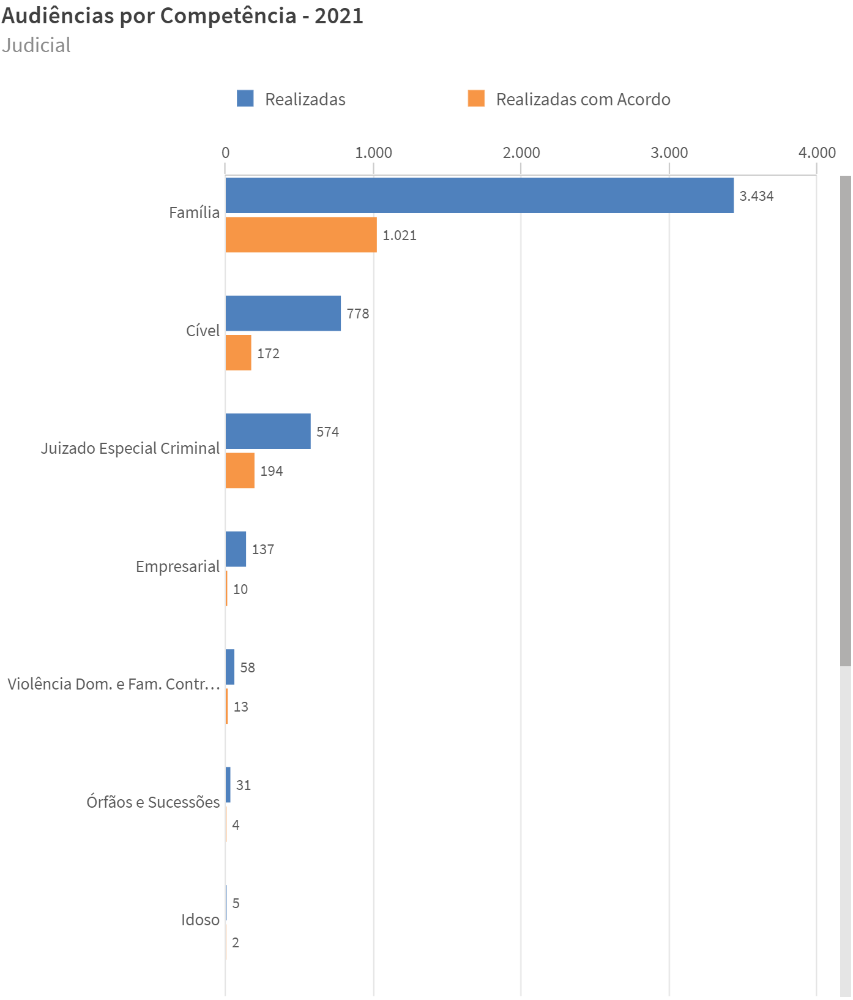 Audiências por Competência - 2021
Judicial
Realizadas
Realizadas com Acordo
0 1.000 2.000 3.000 4.000
Família
3.434
1.021
Cível
778
172
Juizado Especial Criminal
574
194
Empresarial
137
10
Violência Dom. e Fam. Contr…
58
13
Órfãos e Sucessões
31
4
Idoso
5
2